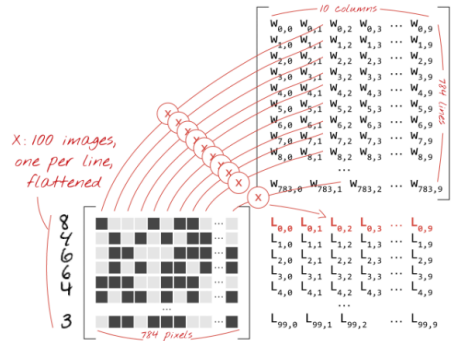 10 columns
W0,0 W0,1 W0,2 W0,3 ... W0,9
W1,0 W1,1 W1,2 W1,3 ... W1,9
W2,0 W2,1 W2,2 W2,3 ... W2,9
W3,0 W3,1 W3,2 W3,3 ... W3,9
W4,0 W4,1 W4,2 W4,3 ... W4,9
W5,0 W5,1 W5,2 W5,3 ... W5,9
W6,0 W6,1 W6,2 W6,3 ... W6,9
W7,0 W7,1 W7,2 W7,3 ... W7,9
W8,0 W8,1 W8,2 W8,3 ... W8,9
...
W783,0 W783,1 W783,2 ... W783,9
784 lines
x x x x x x x x x
X: 100 images,
one per line,
flattened
8 ... L0,0 L0,1 L0,2 L0,3 ... L0,9
4 ... L1,0 L1,1 L1,2 L1,3 ... L1,9
6 ... L2,0 L2,1 L2,2 L2,3 ... L2,9
6 ... L3,0 L3,1 L3,2 L3,3 ... L3,9
4 ... L4,0 L4,1 L4,2 L4,3 ... L4,9
... ...
3 ... L99,0 L99,1 L99,2 ... L99,9
784 pixels